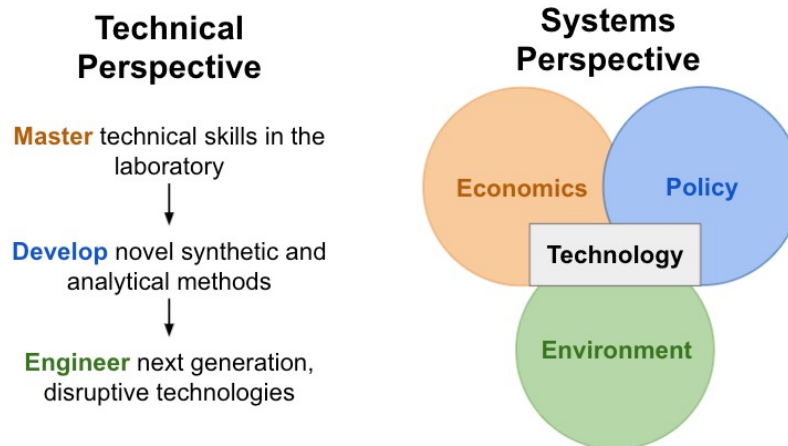 Technical
Perspective
Master technical skills in the
laboratory
Develop novel synthetic and
analytical methods
Engineer next generation,
disruptive technologies
Systems
Perspective
Economics
Policy
Technology
Environment